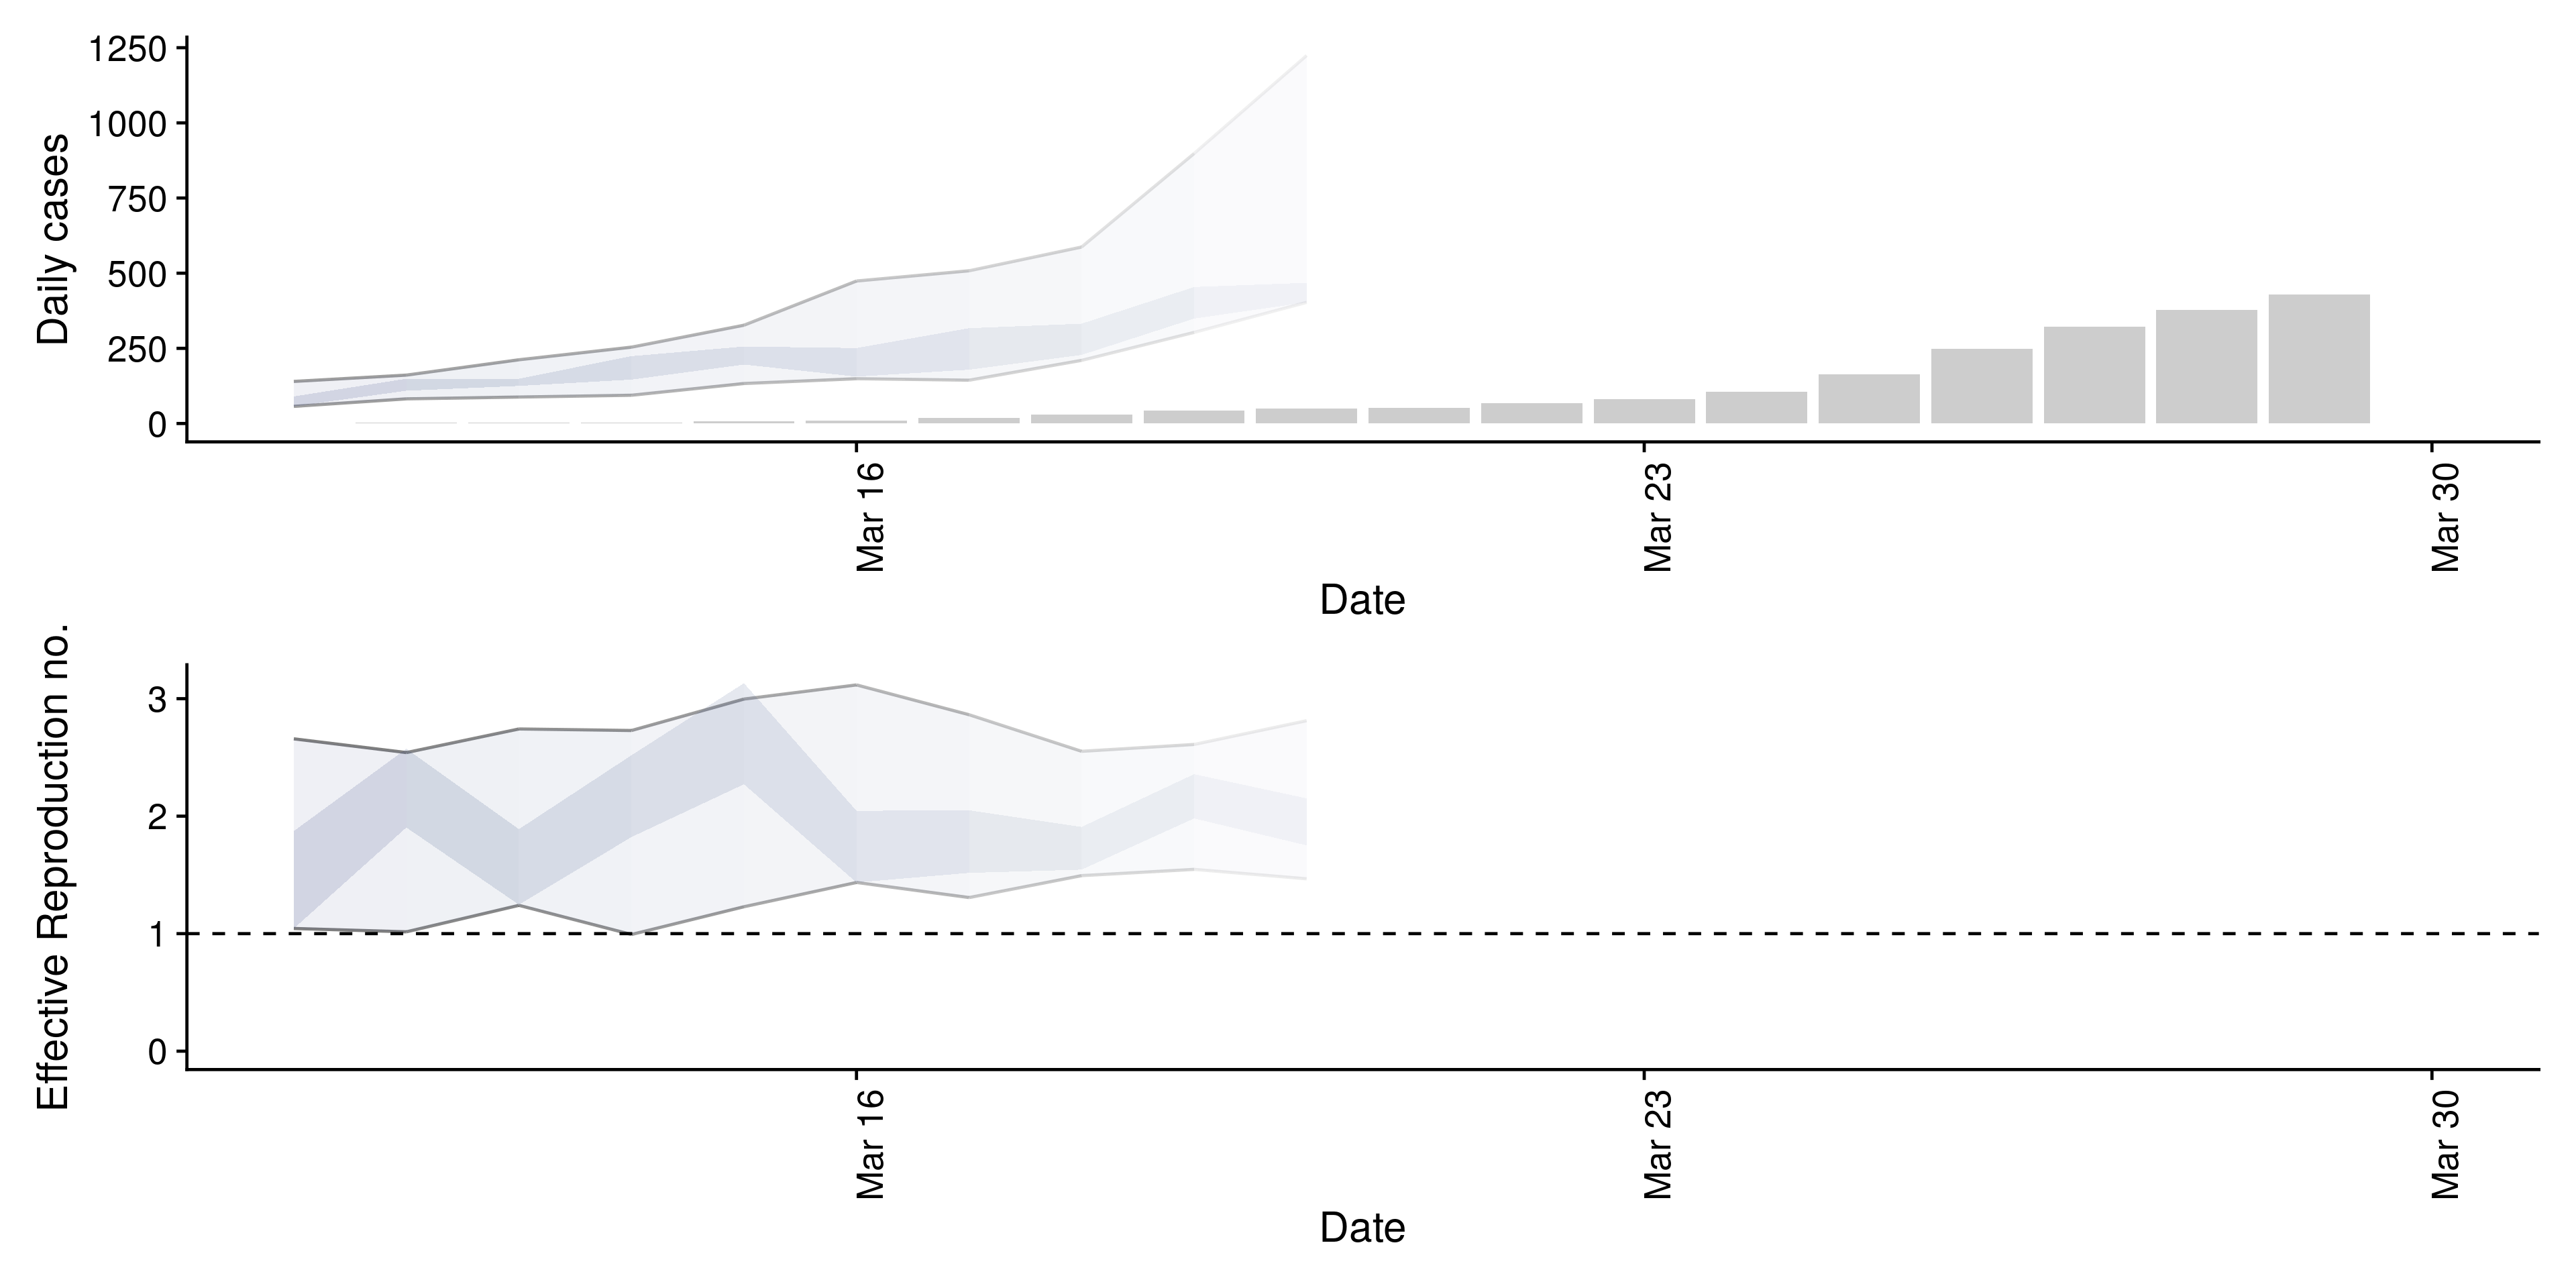 Daily cases
1250
1000
750
500
250
0
Mar 16
Mar 23
Mar 30
Date
Effective Reproduction no.
3
2
1
0
Mar 16
Mar 23
Mar 30
Date